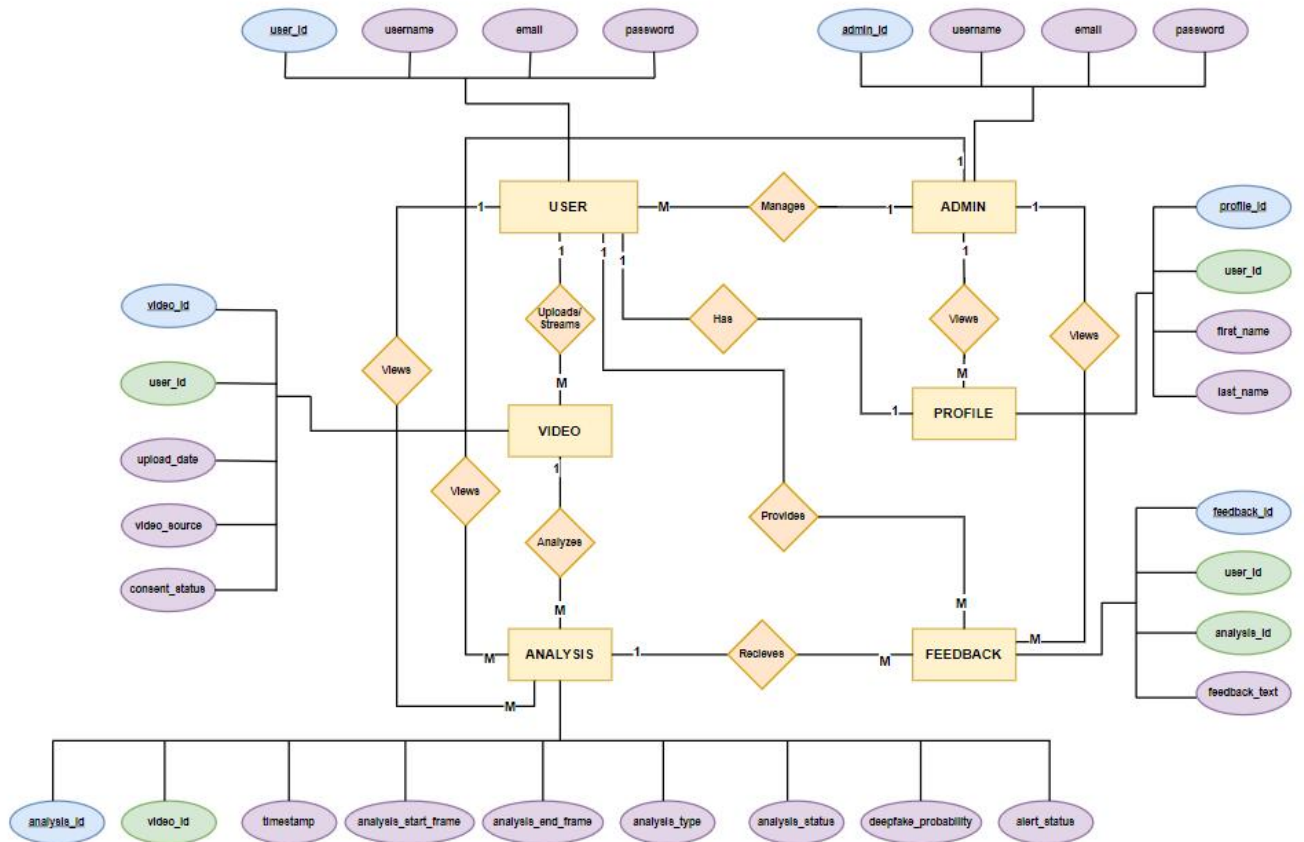 user_id
username
email
password
admin_id
username
email
password
1
USER
M
Manages
1
ADMIN
1
1
1
1
1
1
profile_id
user_id
first_name
last_name
video_id
user_id
upload_date
video_source
consent_status
Uploads/
Streams
Has
Views
Views
Views
M
M
1
PROFILE
VIDEO
1
Views
Provides
Analyzes
feedback_id
user_id
analysis_id
feedback_text
M
M
M
M
ANALYSIS
1
Recieves
M
FEEDBACK
M
analysis_id
video_id
timestamp
analysis_start_frame
analysis_end_frame
analysis_type
analysis_status
deepfake_probability
alert_status